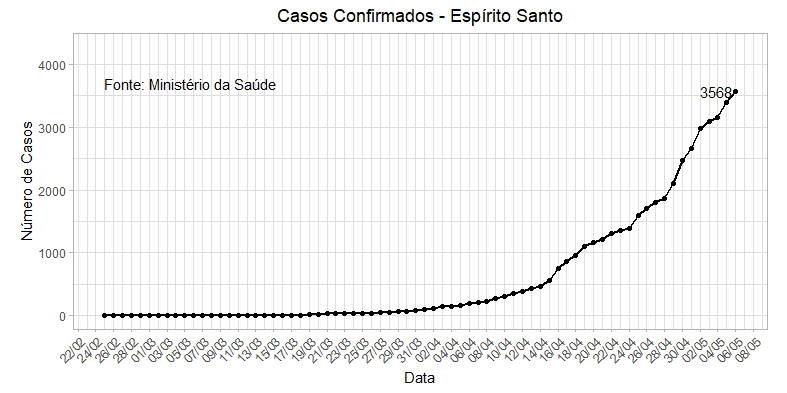 Casos Confirmados - Espírito Santo
4000
Fonte: Ministério da Saúde
3568
3000
2000
1000
0
Número de Casos
22/02 24/02 26/02 28/02 01/03 03/03 05/03 07/03 09/03 11/03 13/03 15/03 17/03 19/03 21/03 23/03 25/03 27/03 29/03 31/03 02/04 04/04 06/04 08/04 10/04 12/04 14/04 16/04 18/04 20/04 22/04 24/04 26/04 28/04 30/04 02/05 04/05 06/05 08/05
Data